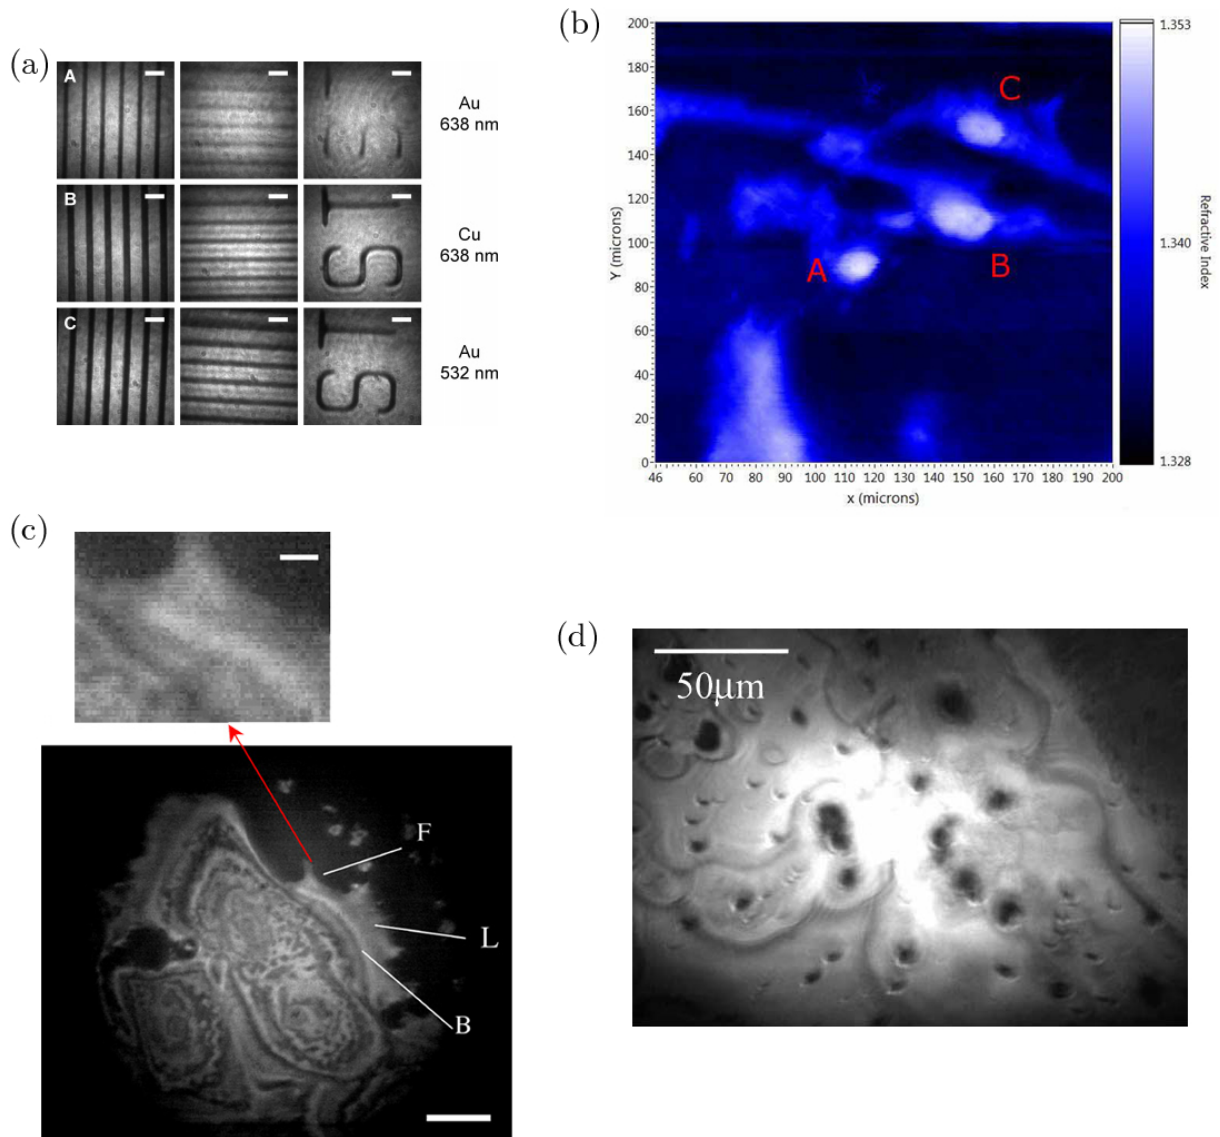 (a)
A
Au
638 nm
B
Cu
638 nm
C
Au
532 nm
(b)
200
180
160
140
120
100
80
60
40
20
0
Y (microns)
46 60 70 80 90 100 110 120 130 140 150 160 170 180 200
x (microns)
A
B
C
1.353
1.340
1.328
Refractive Index
(c)
F
L
B
(d)
50μm